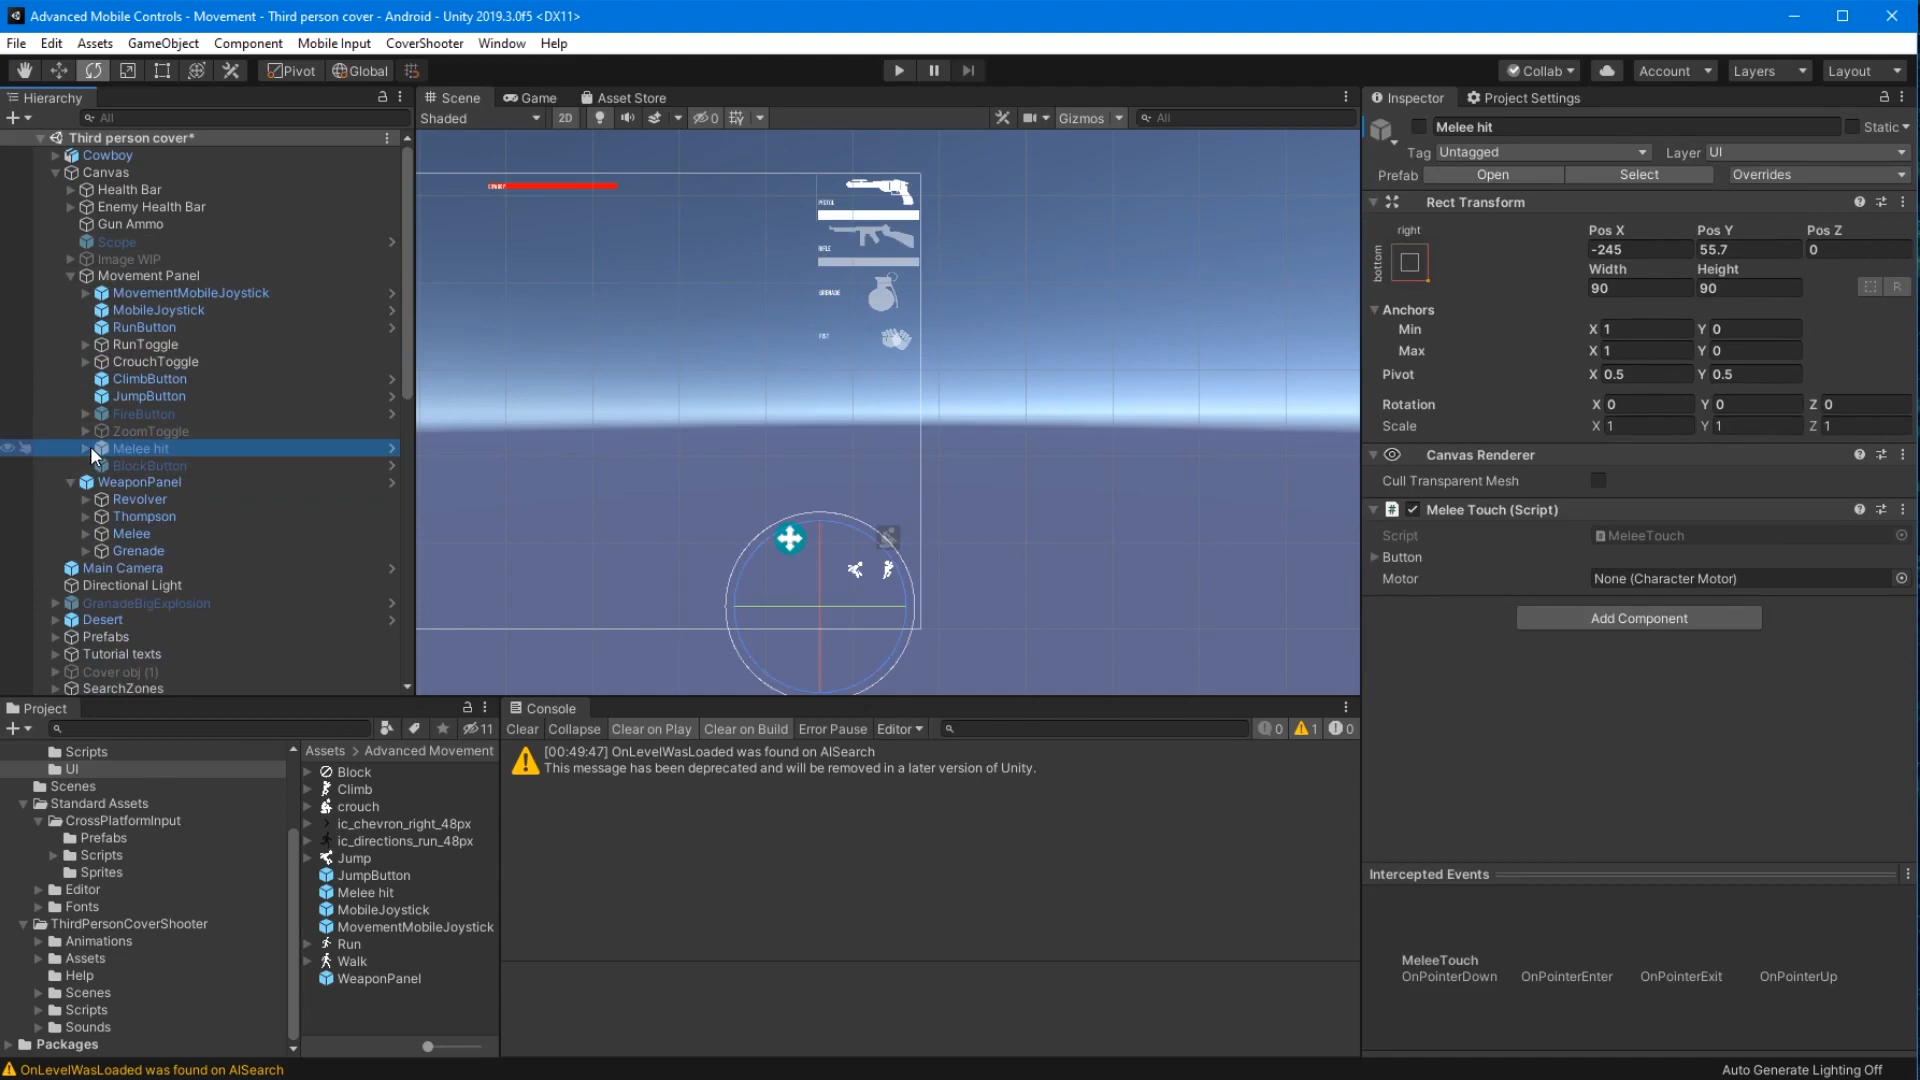 Advanced Mobile Controls - Movement - Third person cover - Android - Unity 2019.3.0f5 <DX11>
File Edit Assets GameObject Component Mobile Input CoverShooter Window Help
Pivot Global Collab Account Layers Layout
Hierarchy
All
Third person cover*
Cowboy
Canvas
Health Bar
Enemy Health Bar
Gun Ammo
Scope
Image WIP
Movement Panel
MovementMobileJoystick
MobileJoystick
RunButton
RunToggle
CrouchToggle
ClimbButton
JumpButton
FireButton
ZoomToggle
Melee hit
BlockButton
WeaponPanel
Revolver
Thompson
Melee
Grenade
Main Camera
Directional Light
GranadeBigExplosion
Desert
Prefabs
Tutorial texts
Cover obj (1)
SearchZones
Scene Game Asset Store
Shaded 2D 0 Gizmos All
PISTOL
RIFLE
GRENADE
FIST
Inspector Project Settings
Melee hit Static
Tag Untagged Layer UI
Prefab Open Select Overrides
Rect Transform
right
bottom
Pos X Pos Y Pos Z
-245 55.7 0
Width Height
90 90
R
Anchors
Min X 1 Y 0
Max X 1 Y 0
Pivot X 0.5 Y 0.5
Rotation X 0 Y 0 Z 0
Scale X 1 Y 1 Z 1
Canvas Renderer
Cull Transparent Mesh
# Melee Touch (Script)
Script MeleeTouch
Button
Motor None (Character Motor)
Add Component
Intercepted Events
MeleeTouch
OnPointerDown OnPointerEnter OnPointerExit OnPointerUp
Project
11
Scripts
UI
Scenes
Standard Assets
CrossPlatformInput
Prefabs
Scripts
Sprites
Editor
Fonts
ThirdPersonCoverShooter
Animations
Assets
Help
Scenes
Scripts
Sounds
Packages
Assets > Advanced Movement
Block
Climb
crouch
ic_chevron_right_48px
ic_directions_run_48px
Jump
JumpButton
Melee hit
MobileJoystick
MovementMobileJoystick
Run
Walk
WeaponPanel
Console
Clear Collapse Clear on Play Clear on Build Error Pause Editor 0 1 0
[00:49:47] OnLevelWasLoaded was found on AISearch
This message has been deprecated and will be removed in a later version of Unity.
OnLevelWasLoaded was found on AISearch
Auto Generate Lighting Off